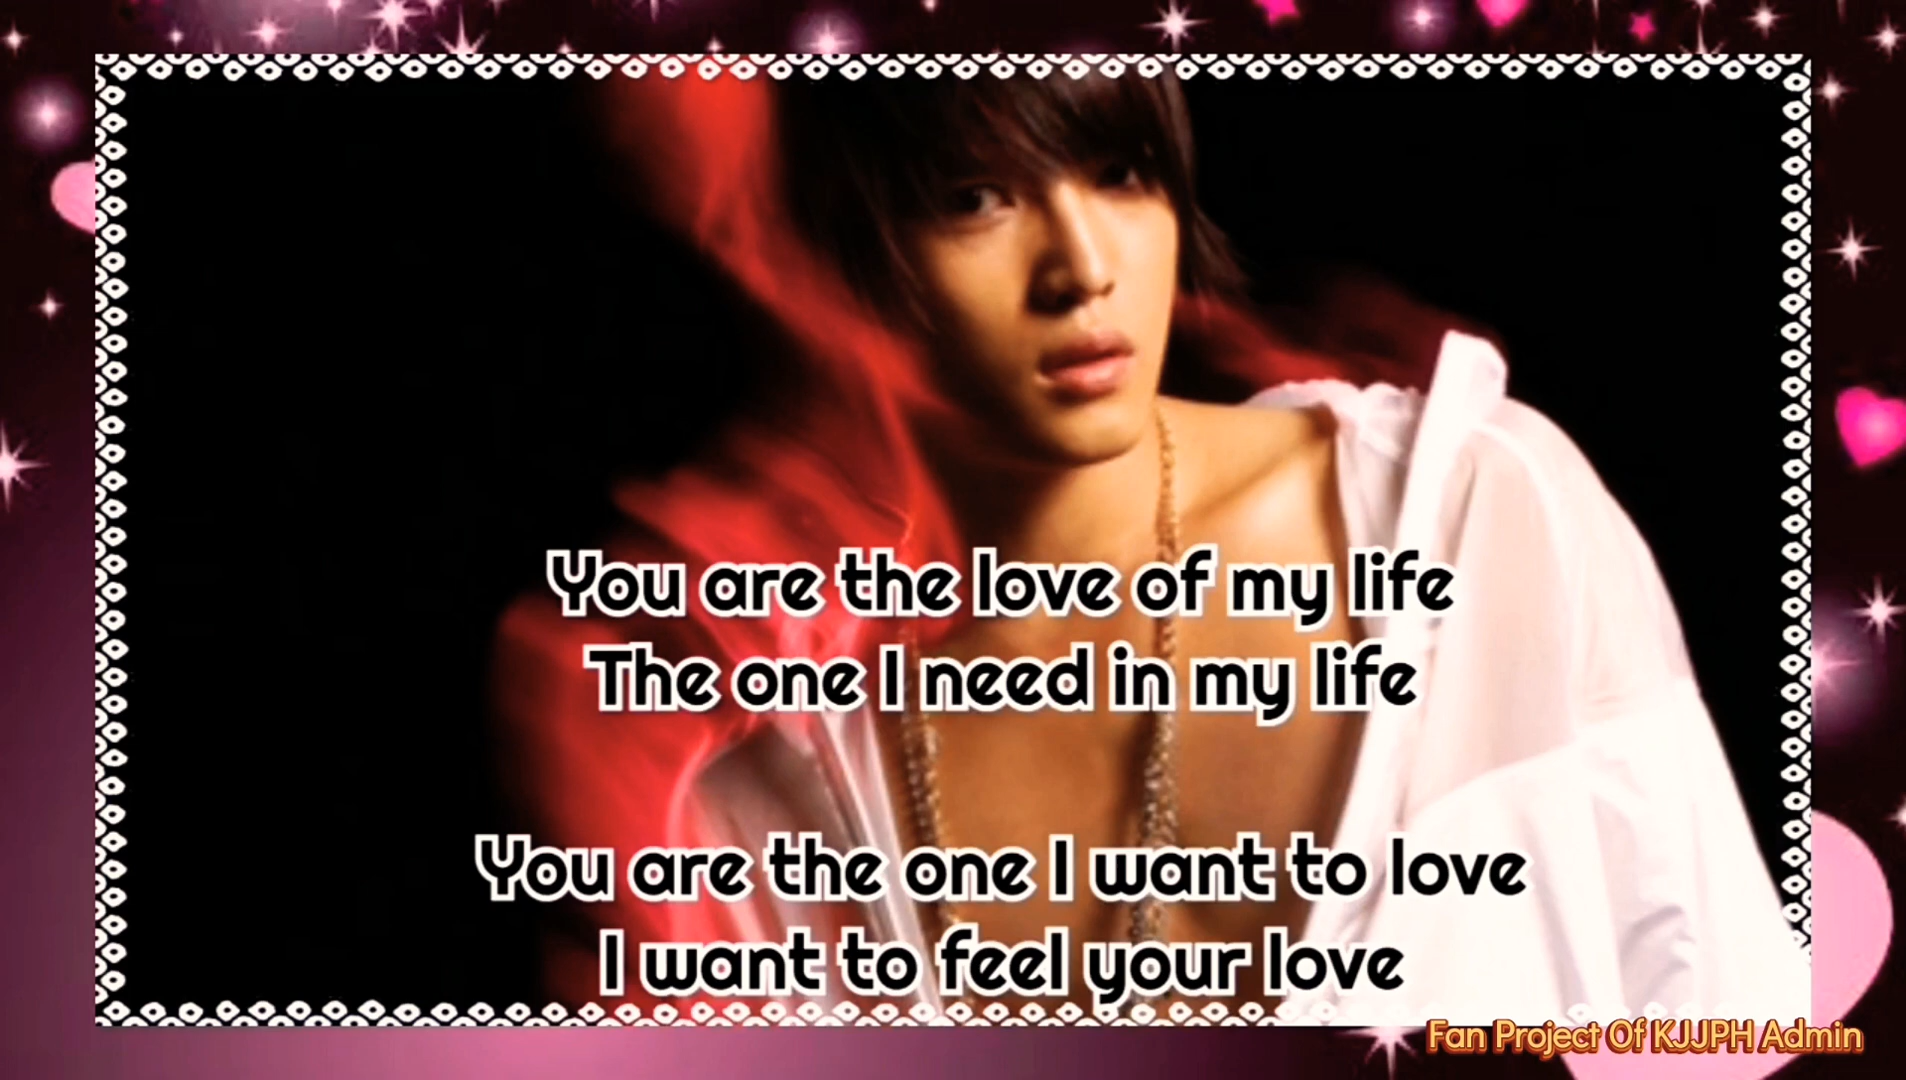 You are the love of my life
The one I need in my life
You are the one I want to love
I want to feel your love
Fan Project Of KJJPH Admin